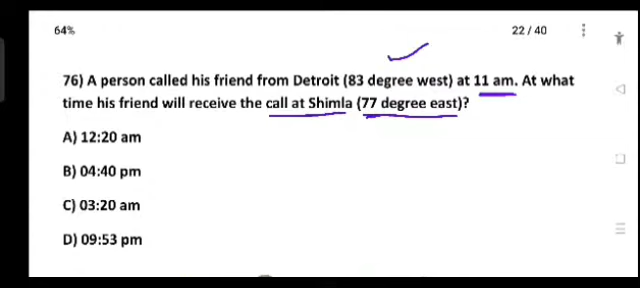 64%
22 / 40
76) A person called his friend from Detroit (83 degree west) at 11 am. At what
time his friend will receive the call at Shimla (77 degree east)?
A) 12:20 am
B) 04:40 pm
C) 03:20 am
D) 09:53 pm